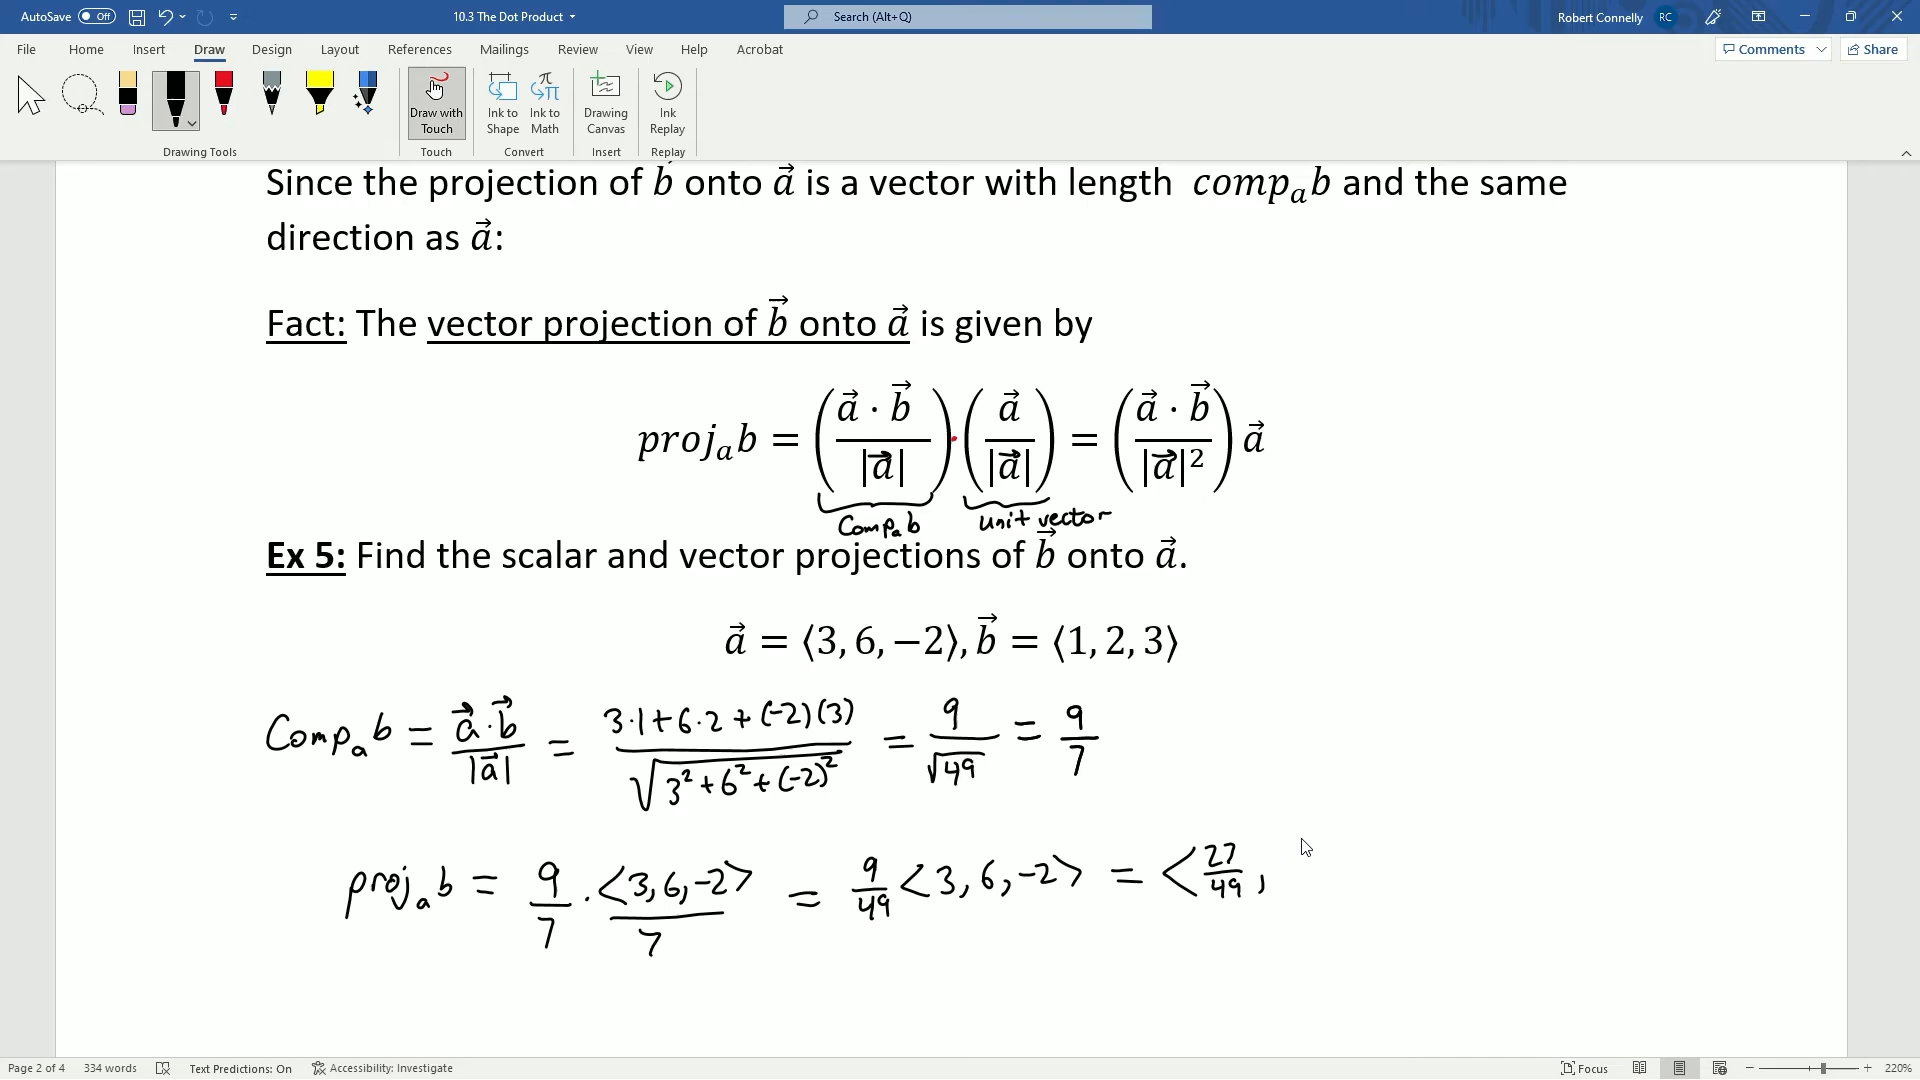 AutoSave Off 10.3 The Dot Product Search (Alt+Q) Robert Connelly RC
File Home Insert Draw Design Layout References Mailings Review View Help Acrobat Comments Share
Draw with Touch Ink to Shape Ink to Math Drawing Canvas Ink Replay
Drawing Tools Touch Convert Insert Replay
Since the projection of b⃗ onto a⃗ is a vector with length comp_a b and the same
direction as a⃗:
Fact: The vector projection of b⃗ onto a⃗ is given by
proj_a b = (a⃗ · b⃗ / |a⃗|) · (a⃗ / |a⃗|) = (a⃗ · b⃗ / |a⃗|²) a⃗
Comp_a b unit vector
Ex 5: Find the scalar and vector projections of b⃗ onto a⃗.
a⃗ = ⟨3, 6, −2⟩, b⃗ = ⟨1, 2, 3⟩
Comp_a b = a⃗ · b⃗ / |a⃗| = (3·1 + 6·2 + (-2)(3)) / √(3² + 6² + (-2)²) = 9/√49 = 9/7
proj_a b = 9/7 · <3, 6, -2>/7 = 9/49 <3, 6, -2> = <27/49,
Page 2 of 4 334 words Text Predictions: On Accessibility: Investigate Focus 220%